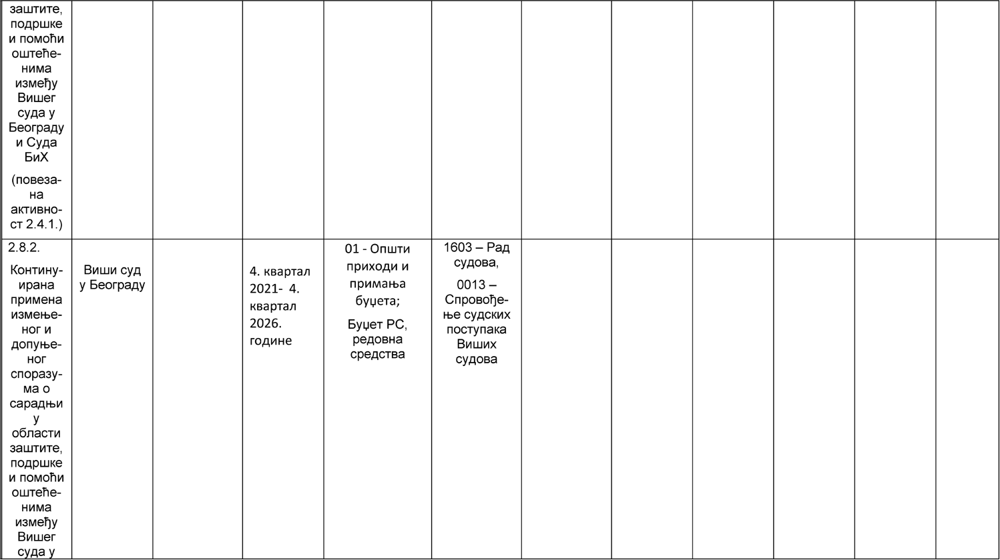 заштите,
подршке
и помоћи
оштеће-
нима
између
Вишег
суда у
Београду
и Суда
БиХ
(повеза-
на
активно-
ст 2.4.1.)
2.8.2.
Контину-
ирана
примена
измење-
ног и
допуње-
ног
споразу-
ма о
сарадњи
у
области
заштите,
подршке
и помоћи
оштеће-
нима
између
Вишег
суда у
Виши суд
у Београду
4. квартал
2021- 4.
квартал
2026.
године
01 - Општи
приходи и
примања
буџета;
Буџет РС,
редовна
средства
1603 – Рад
судова,
0013 –
Спровође-
ње судских
поступака
Виших
судова